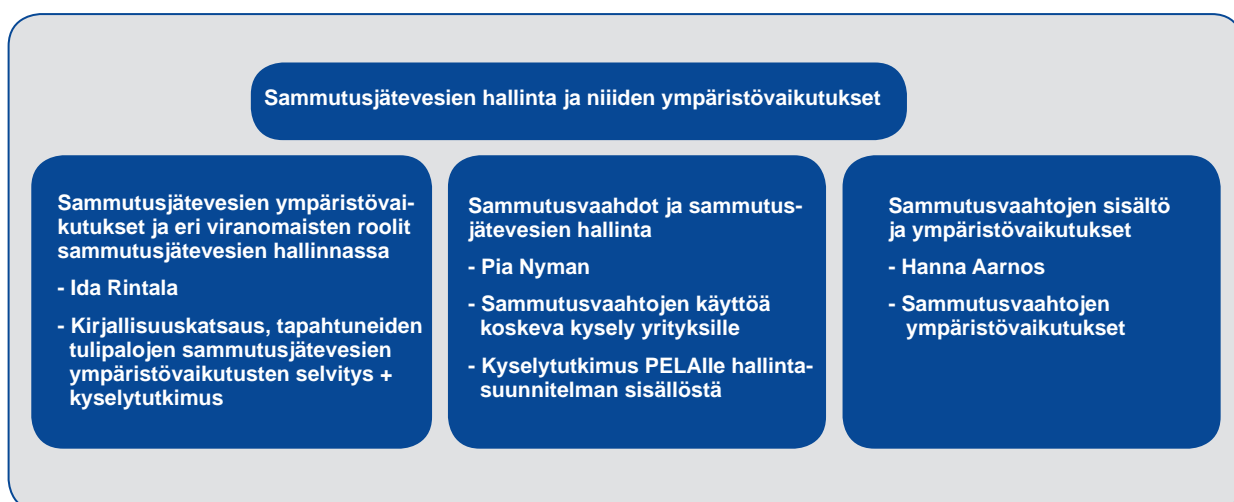 Sammutusjätevesien hallinta ja niiiden ympäristövaikutukset
Sammutusjätevesien ympäristövai-
kutukset ja eri viranomaisten roolit
sammutusjätevesien hallinnassa
- Ida Rintala
- Kirjallisuuskatsaus, tapahtuneiden
tulipalojen sammutusjätevesien
ympäristövaikutusten selvitys +
kyselytutkimus
Sammutusvaahdot ja sammutus-
jätevesien hallinta
- Pia Nyman
- Sammutusvaahtojen käyttöä
koskeva kysely yrityksille
- Kyselytutkimus PELAlle hallinta-
suunnitelman sisällöstä
Sammutusvaahtojen sisältö
ja ympäristövaikutukset
- Hanna Aarnos
- Sammutusvaahtojen
ympäristövaikutukset